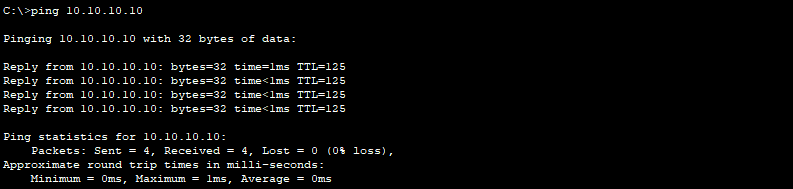 C:\>ping 10.10.10.10
Pinging 10.10.10.10 with 32 bytes of data:
Reply from 10.10.10.10: bytes=32 time=1ms TTL=125
Reply from 10.10.10.10: bytes=32 time<1ms TTL=125
Reply from 10.10.10.10: bytes=32 time<1ms TTL=125
Reply from 10.10.10.10: bytes=32 time<1ms TTL=125
Ping statistics for 10.10.10.10:
    Packets: Sent = 4, Received = 4, Lost = 0 (0% loss),
Approximate round trip times in milli-seconds:
    Minimum = 0ms, Maximum = 1ms, Average = 0ms